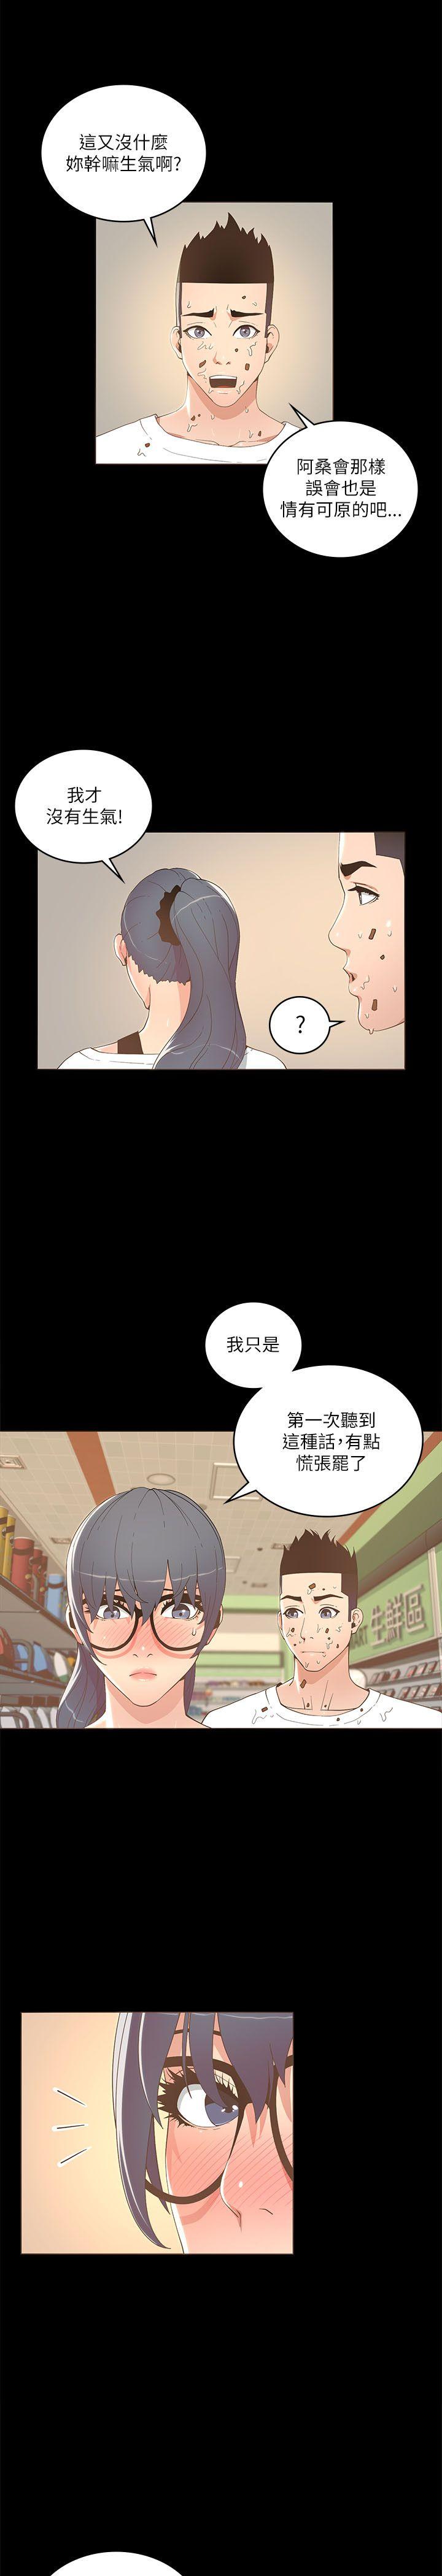 這又沒什麼
妳幹嘛生氣啊?
阿桑會那樣
誤會也是
情有可原的吧...
我才
沒有生氣!
?
我只是
第一次聽到
這種話,有點
慌張罷了
生鮮區